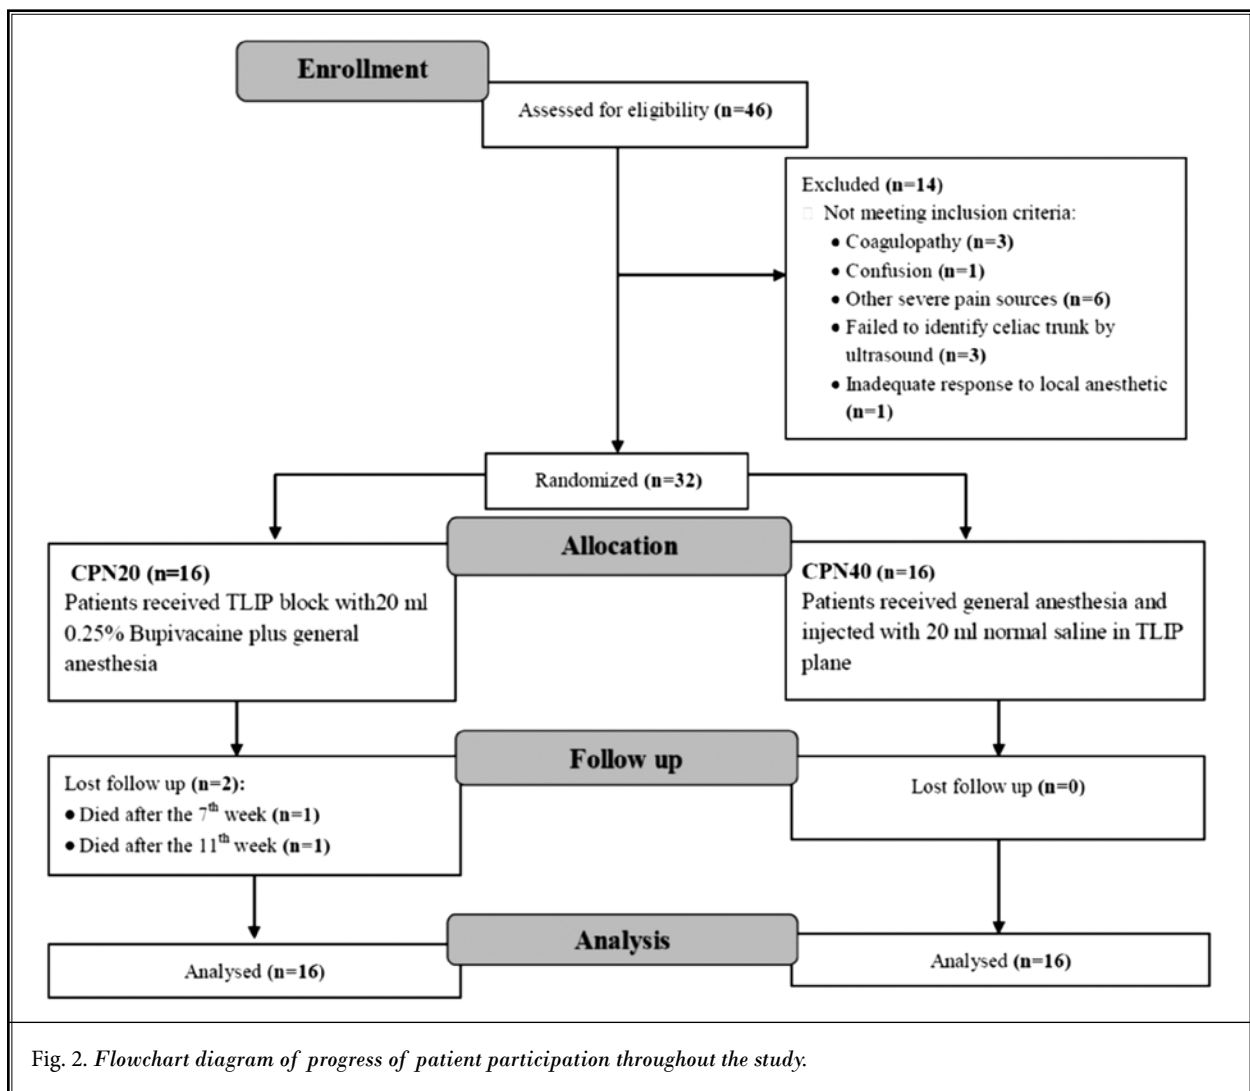 Enrollment
Assessed for eligibility (n=46)
Excluded (n=14)
Not meeting inclusion criteria:
• Coagulopathy (n=3)
• Confusion (n=1)
• Other severe pain sources (n=6)
• Failed to identify celiac trunk by
ultrasound (n=3)
• Inadequate response to local anesthetic
(n=1)
Randomized (n=32)
Allocation
CPN20 (n=16)
Patients received TLIP block with20 ml
0.25% Bupivacaine plus general
anesthesia
CPN40 (n=16)
Patients received general anesthesia and
injected with 20 ml normal saline in TLIP
plane
Follow up
Lost follow up (n=2):
• Died after the 7th week (n=1)
• Died after the 11th week (n=1)
Lost follow up (n=0)
Analysis
Analysed (n=16)
Analysed (n=16)
Fig. 2. Flowchart diagram of progress of patient participation throughout the study.